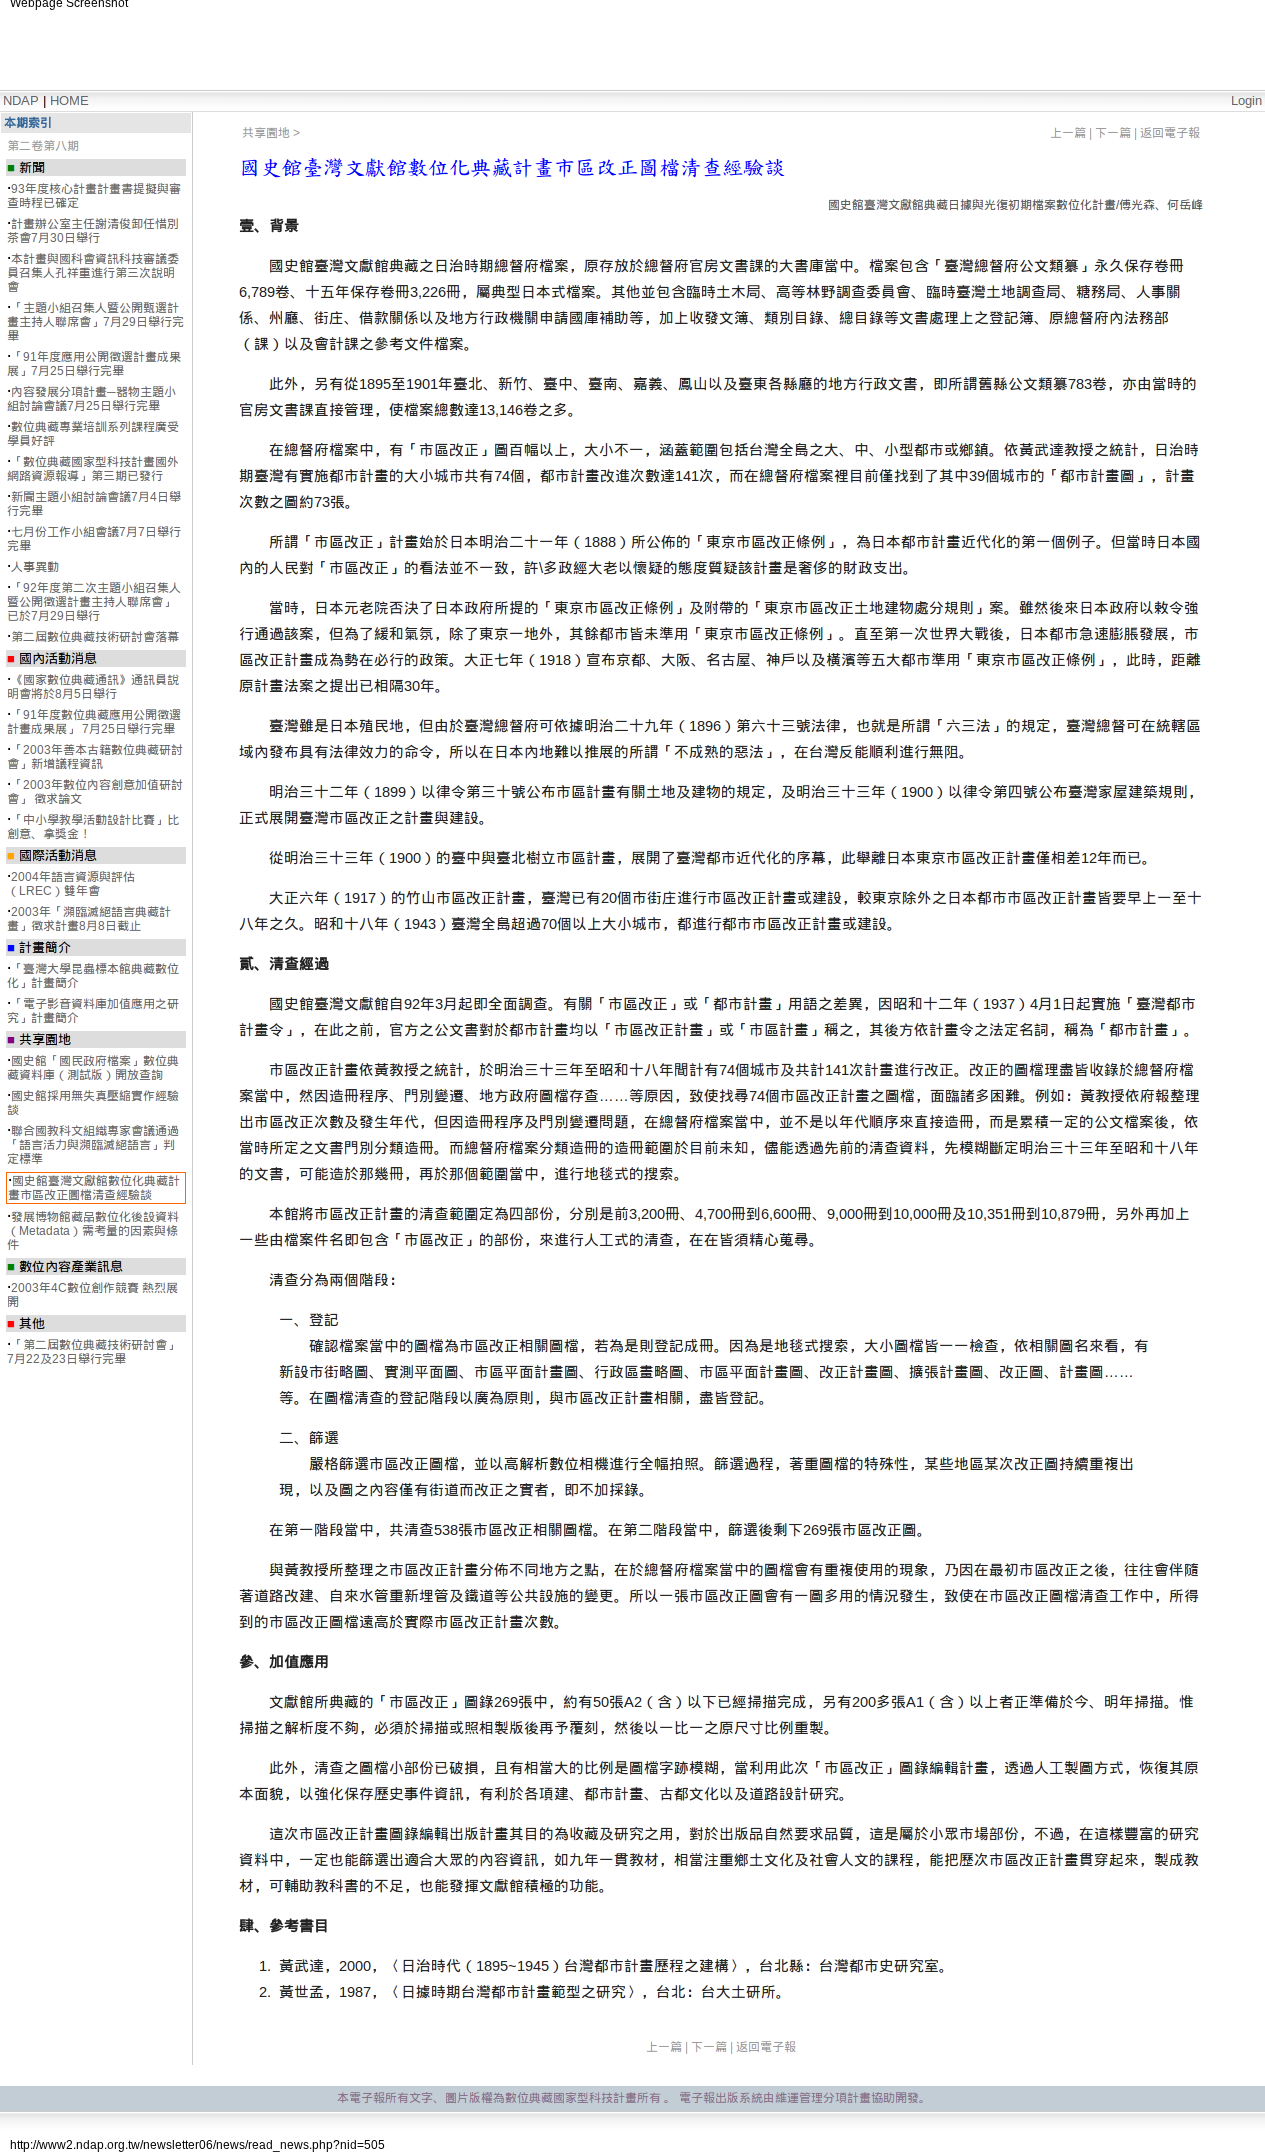 Webpage Screenshot
NDAP | HOME
Login
本期索引
第二卷第八期
■ 新聞
‧93年度核心計畫計畫書提擬與審
查時程已確定
‧計畫辦公室主任謝清俊卸任惜別
茶會7月30日舉行
‧本計畫與國科會資訊科技審議委
員召集人孔祥重進行第三次說明
會
‧「主題小組召集人暨公開甄選計
畫主持人聯席會」7月29日舉行完
畢
‧「91年度應用公開徵選計畫成果
展」7月25日舉行完畢
‧內容發展分項計畫─器物主題小
組討論會議7月25日舉行完畢
‧數位典藏專業培訓系列課程廣受
學員好評
‧「數位典藏國家型科技計畫國外
網路資源報導」第三期已發行
‧新聞主題小組討論會議7月4日舉
行完畢
‧七月份工作小組會議7月7日舉行
完畢
‧人事異動
‧「92年度第二次主題小組召集人
暨公開徵選計畫主持人聯席會」
已於7月29日舉行
‧第二屆數位典藏技術研討會落幕
■ 國內活動消息
‧《國家數位典藏通訊》通訊員說
明會將於8月5日舉行
‧「91年度數位典藏應用公開徵選
計畫成果展」 7月25日舉行完畢
‧「2003年善本古籍數位典藏研討
會」新增議程資訊
‧「2003年數位內容創意加值研討
會」 徵求論文
‧「中小學教學活動設計比賽」比
創意、拿獎金！
■ 國際活動消息
‧2004年語言資源與評估
（LREC）雙年會
‧2003年「瀕臨滅絕語言典藏計
畫」徵求計畫8月8日截止
■ 計畫簡介
‧「臺灣大學昆蟲標本館典藏數位
化」計畫簡介
‧「電子影音資料庫加值應用之研
究」計畫簡介
■ 共享園地
‧國史館「國民政府檔案」數位典
藏資料庫（測試版）開放查詢
‧國史館採用無失真壓縮實作經驗
談
‧聯合國教科文組織專家會議通過
「語言活力與瀕臨滅絕語言」判
定標準
‧國史館臺灣文獻館數位化典藏計
畫市區改正圖檔清查經驗談
‧發展博物館藏品數位化後設資料
（Metadata）需考量的因素與條
件
■ 數位內容產業訊息
‧2003年4C數位創作競賽 熱烈展
開
■ 其他
‧「第二屆數位典藏技術研討會」
7月22及23日舉行完畢
共享園地 >
上一篇 | 下一篇 | 返回電子報
國史館臺灣文獻館數位化典藏計畫市區改正圖檔清查經驗談
國史館臺灣文獻館典藏日據與光復初期檔案數位化計畫/傅光森、何岳峰
壹、背景
國史館臺灣文獻館典藏之日治時期總督府檔案，原存放於總督府官房文書課的大書庫當中。檔案包含「臺灣總督府公文類纂」永久保存卷冊
6,789卷、十五年保存卷冊3,226冊，屬典型日本式檔案。其他並包含臨時土木局、高等林野調查委員會、臨時臺灣土地調查局、糖務局、人事關
係、州廳、街庄、借款關係以及地方行政機關申請國庫補助等，加上收發文簿、類別目錄、總目錄等文書處理上之登記簿、原總督府內法務部
（課）以及會計課之參考文件檔案。
此外，另有從1895至1901年臺北、新竹、臺中、臺南、嘉義、鳳山以及臺東各縣廳的地方行政文書，即所謂舊縣公文類纂783卷，亦由當時的
官房文書課直接管理，使檔案總數達13,146卷之多。
在總督府檔案中，有「市區改正」圖百幅以上，大小不一，涵蓋範圍包括台灣全島之大、中、小型都市或鄉鎮。依黃武達教授之統計，日治時
期臺灣有實施都市計畫的大小城市共有74個，都市計畫改進次數達141次，而在總督府檔案裡目前僅找到了其中39個城市的「都市計畫圖」，計畫
次數之圖約73張。
所謂「市區改正」計畫始於日本明治二十一年（1888）所公佈的「東京市區改正條例」，為日本都市計畫近代化的第一個例子。但當時日本國
內的人民對「市區改正」的看法並不一致，許\多政經大老以懷疑的態度質疑該計畫是奢侈的財政支出。
當時，日本元老院否決了日本政府所提的「東京市區改正條例」及附帶的「東京市區改正土地建物處分規則」案。雖然後來日本政府以敕令強
行通過該案，但為了緩和氣氛，除了東京一地外，其餘都市皆未準用「東京市區改正條例」。直至第一次世界大戰後，日本都市急速膨脹發展，市
區改正計畫成為勢在必行的政策。大正七年（1918）宣布京都、大阪、名古屋、神戶以及橫濱等五大都市準用「東京市區改正條例」，此時，距離
原計畫法案之提出已相隔30年。
臺灣雖是日本殖民地，但由於臺灣總督府可依據明治二十九年（1896）第六十三號法律，也就是所謂「六三法」的規定，臺灣總督可在統轄區
域內發布具有法律效力的命令，所以在日本內地難以推展的所謂「不成熟的惡法」，在台灣反能順利進行無阻。
明治三十二年（1899）以律令第三十號公布市區計畫有關土地及建物的規定，及明治三十三年（1900）以律令第四號公布臺灣家屋建築規則，
正式展開臺灣市區改正之計畫與建設。
從明治三十三年（1900）的臺中與臺北樹立市區計畫，展開了臺灣都市近代化的序幕，此舉離日本東京市區改正計畫僅相差12年而已。
大正六年（1917）的竹山市區改正計畫，臺灣已有20個市街庄進行市區改正計畫或建設，較東京除外之日本都市市區改正計畫皆要早上一至十
八年之久。昭和十八年（1943）臺灣全島超過70個以上大小城市，都進行都市市區改正計畫或建設。
貳、清查經過
國史館臺灣文獻館自92年3月起即全面調查。有關「市區改正」或「都市計畫」用語之差異，因昭和十二年（1937）4月1日起實施「臺灣都市
計畫令」，在此之前，官方之公文書對於都市計畫均以「市區改正計畫」或「市區計畫」稱之，其後方依計畫令之法定名詞，稱為「都市計畫」。
市區改正計畫依黃教授之統計，於明治三十三年至昭和十八年間計有74個城市及共計141次計畫進行改正。改正的圖檔理盡皆收錄於總督府檔
案當中，然因造冊程序、門別變遷、地方政府圖檔存查……等原因，致使找尋74個市區改正計畫之圖檔，面臨諸多困難。例如：黃教授依府報整理
出市區改正次數及發生年代，但因造冊程序及門別變遷問題，在總督府檔案當中，並不是以年代順序來直接造冊，而是累積一定的公文檔案後，依
當時所定之文書門別分類造冊。而總督府檔案分類造冊的造冊範圍於目前未知，儘能透過先前的清查資料，先模糊斷定明治三十三年至昭和十八年
的文書，可能造於那幾冊，再於那個範圍當中，進行地毯式的搜索。
本館將市區改正計畫的清查範圍定為四部份，分別是前3,200冊、4,700冊到6,600冊、9,000冊到10,000冊及10,351冊到10,879冊，另外再加上
一些由檔案件名即包含「市區改正」的部份，來進行人工式的清查，在在皆須精心蒐尋。
清查分為兩個階段：
一、登記
確認檔案當中的圖檔為市區改正相關圖檔，若為是則登記成冊。因為是地毯式搜索，大小圖檔皆一一檢查，依相關圖名來看，有
新設市街略圖、實測平面圖、市區平面計畫圖、行政區畫略圖、市區平面計畫圖、改正計畫圖、擴張計畫圖、改正圖、計畫圖……
等。在圖檔清查的登記階段以廣為原則，與市區改正計畫相關，盡皆登記。
二、篩選
嚴格篩選市區改正圖檔，並以高解析數位相機進行全幅拍照。篩選過程，著重圖檔的特殊性，某些地區某次改正圖持續重複出
現，以及圖之內容僅有街道而改正之實者，即不加採錄。
在第一階段當中，共清查538張市區改正相關圖檔。在第二階段當中，篩選後剩下269張市區改正圖。
與黃教授所整理之市區改正計畫分佈不同地方之點，在於總督府檔案當中的圖檔會有重複使用的現象，乃因在最初市區改正之後，往往會伴隨
著道路改建、自來水管重新埋管及鐵道等公共設施的變更。所以一張市區改正圖會有一圖多用的情況發生，致使在市區改正圖檔清查工作中，所得
到的市區改正圖檔遠高於實際市區改正計畫次數。
參、加值應用
文獻館所典藏的「市區改正」圖錄269張中，約有50張A2（含）以下已經掃描完成，另有200多張A1（含）以上者正準備於今、明年掃描。惟
掃描之解析度不夠，必須於掃描或照相製版後再予覆刻，然後以一比一之原尺寸比例重製。
此外，清查之圖檔小部份已破損，且有相當大的比例是圖檔字跡模糊，當利用此次「市區改正」圖錄編輯計畫，透過人工製圖方式，恢復其原
本面貌，以強化保存歷史事件資訊，有利於各項建、都市計畫、古都文化以及道路設計研究。
這次市區改正計畫圖錄編輯出版計畫其目的為收藏及研究之用，對於出版品自然要求品質，這是屬於小眾市場部份，不過，在這樣豐富的研究
資料中，一定也能篩選出適合大眾的內容資訊，如九年一貫教材，相當注重鄉土文化及社會人文的課程，能把歷次市區改正計畫貫穿起來，製成教
材，可輔助教科書的不足，也能發揮文獻館積極的功能。
肆、參考書目
1. 黃武達，2000，〈日治時代（1895~1945）台灣都市計畫歷程之建構〉，台北縣：台灣都市史研究室。
2. 黃世孟，1987，〈日據時期台灣都市計畫範型之研究〉，台北：台大土研所。
上一篇 | 下一篇 | 返回電子報
本電子報所有文字、圖片版權為數位典藏國家型科技計畫所有 。 電子報出版系統由維運管理分項計畫協助開發。
http://www2.ndap.org.tw/newsletter06/news/read_news.php?nid=505